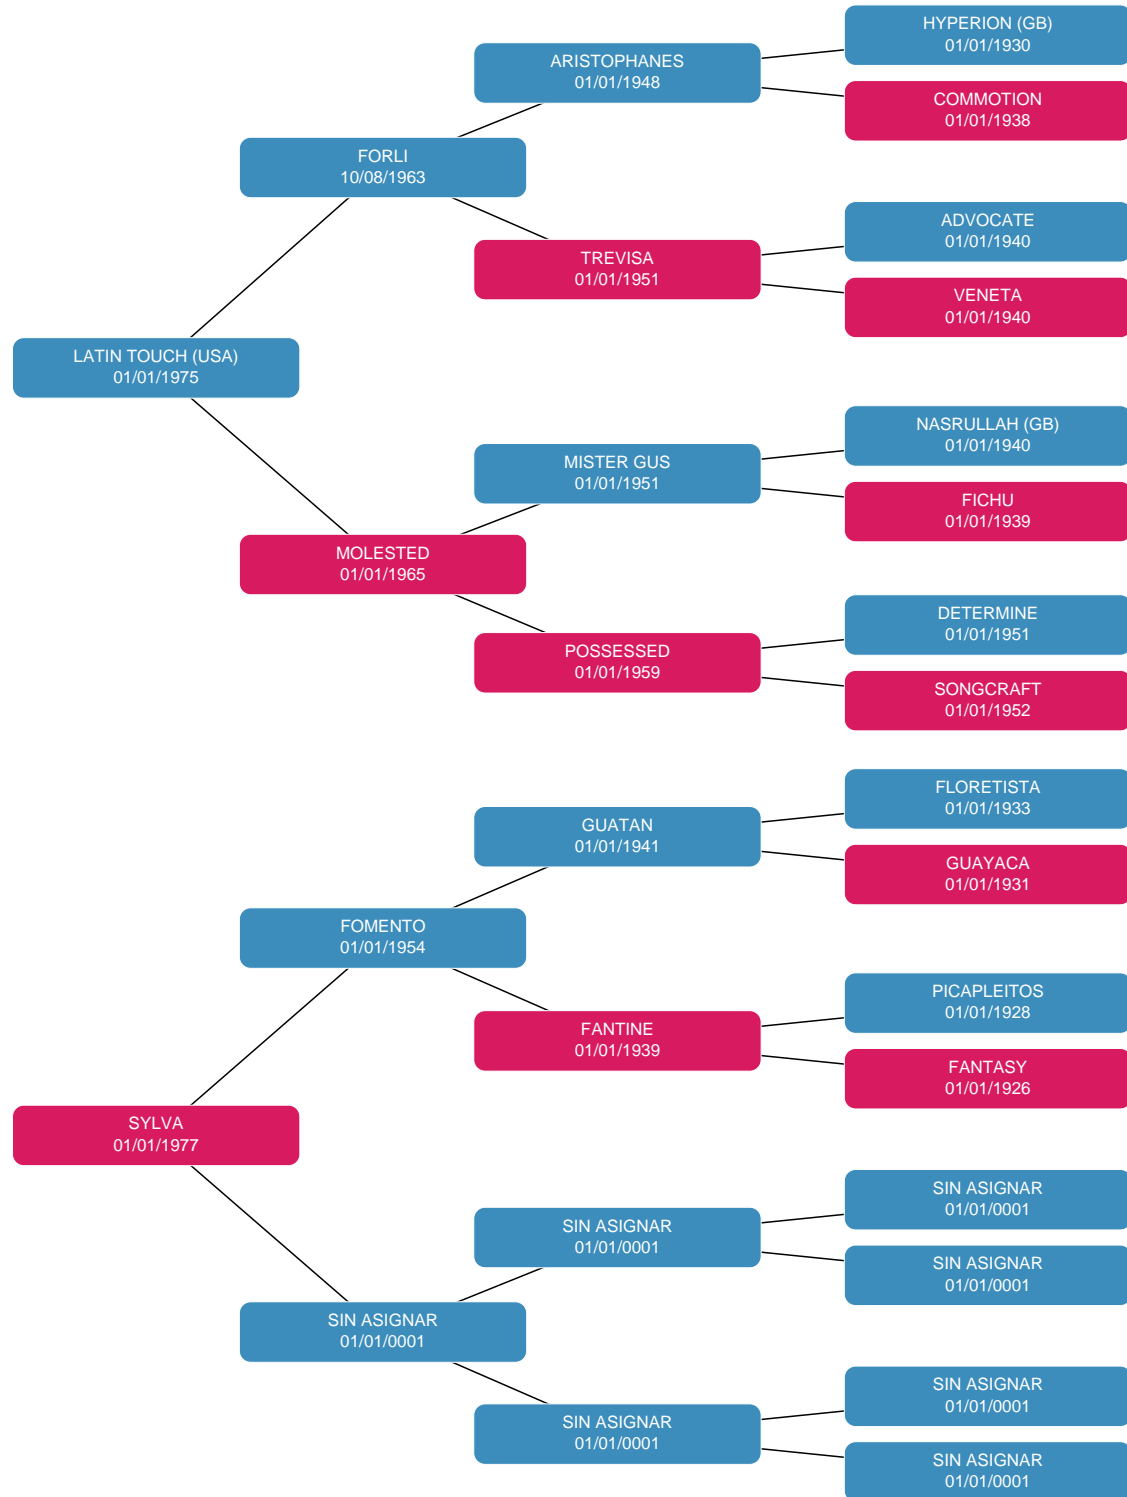 HYPERION (GB)
01/01/1930
ARISTOPHANES
01/01/1948
COMMOTION
01/01/1938
FORLI
10/08/1963
ADVOCATE
01/01/1940
TREVISA
01/01/1951
VENETA
01/01/1940
LATIN TOUCH (USA)
01/01/1975
NASRULLAH (GB)
01/01/1940
MISTER GUS
01/01/1951
FICHU
01/01/1939
MOLESTED
01/01/1965
DETERMINE
01/01/1951
POSSESSED
01/01/1959
SONGCRAFT
01/01/1952
FLORETISTA
01/01/1933
GUATAN
01/01/1941
GUAYACA
01/01/1931
FOMENTO
01/01/1954
PICAPLEITOS
01/01/1928
FANTINE
01/01/1939
FANTASY
01/01/1926
SYLVA
01/01/1977
SIN ASIGNAR
01/01/0001
SIN ASIGNAR
01/01/0001
SIN ASIGNAR
01/01/0001
SIN ASIGNAR
01/01/0001
SIN ASIGNAR
01/01/0001
SIN ASIGNAR
01/01/0001
SIN ASIGNAR
01/01/0001